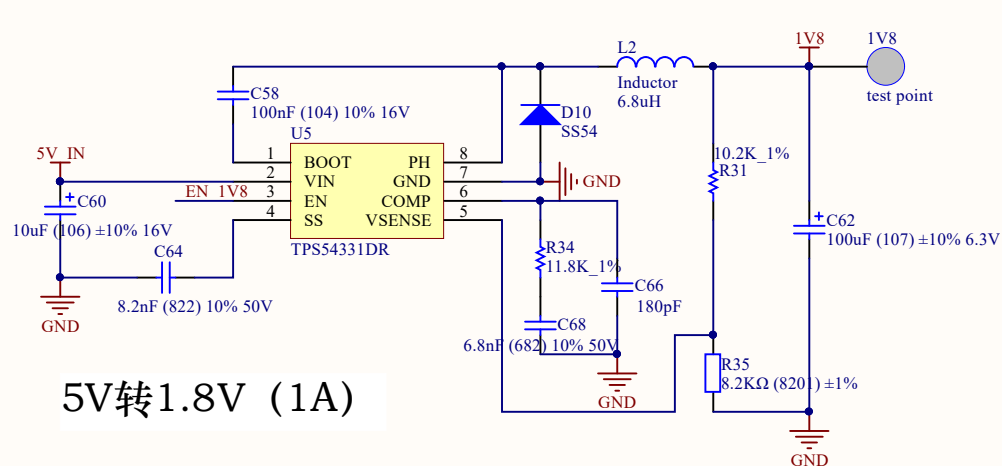 1V8
1V8
L2
Inductor
6.8uH
test point
C58
100nF (104) 10% 16V
D10
SS54
U5
5V_IN
1
BOOT
PH
8
10.2K_1%
R31
2
VIN
GND
7
GND
EN_1V8
3
EN
COMP
6
C60
10uF (106) ±10% 16V
4
SS
VSENSE
5
C62
100uF (107) ±10% 6.3V
TPS54331DR
C64
8.2nF (822) 10% 50V
R34
11.8K_1%
C66
180pF
GND
C68
6.8nF (682) 10% 50V
R35
8.2KΩ (8201) ±1%
GND
5V转1.8V（1A）
GND